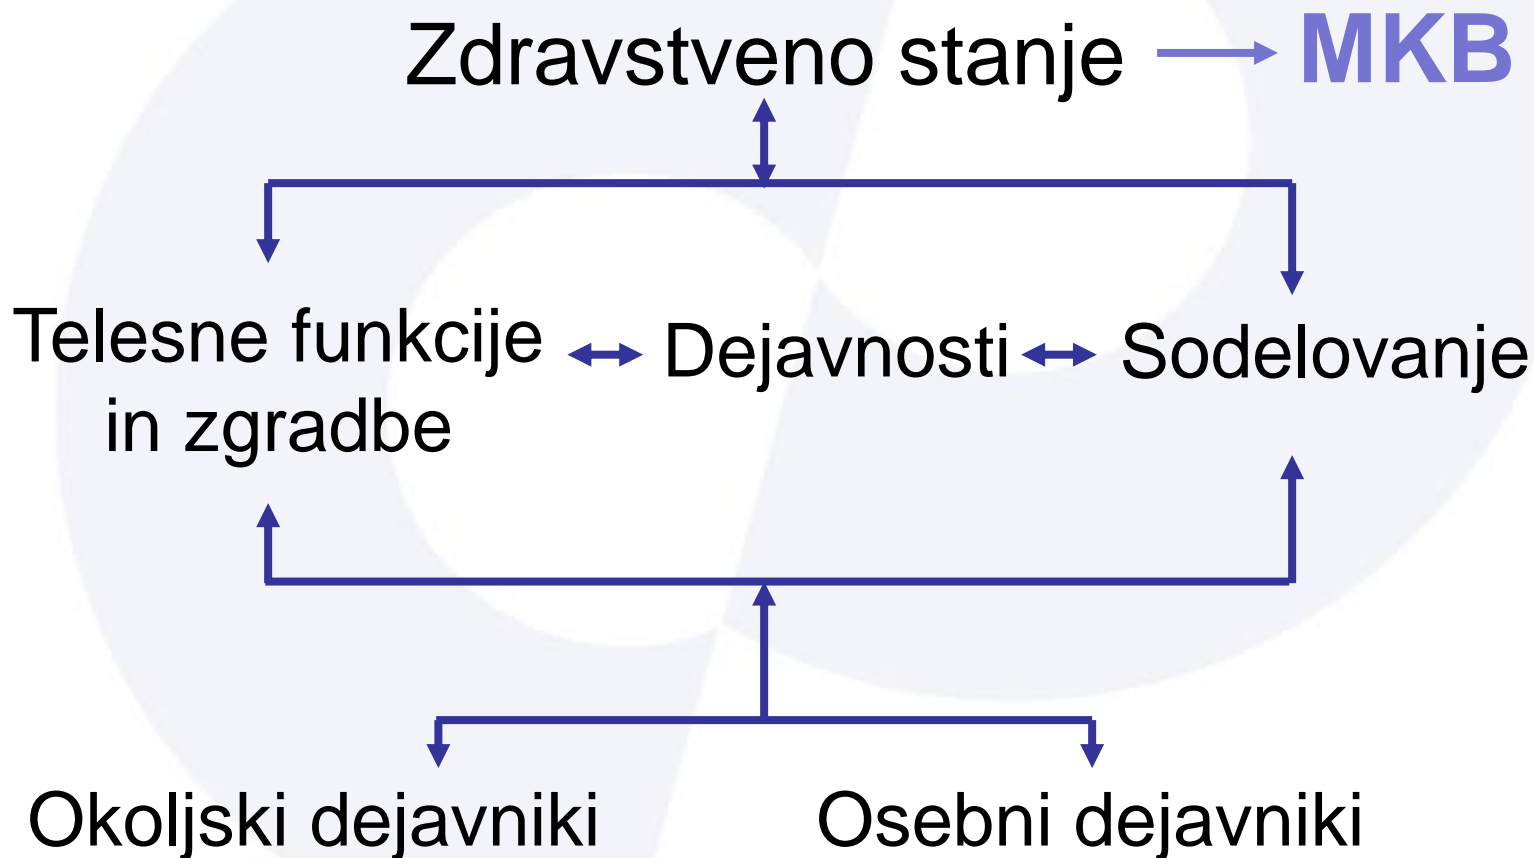 Zdravstveno stanje MKB
Telesne funkcije
in zgradbe
Dejavnosti
Sodelovanje
Okoljski dejavniki
Osebni dejavniki